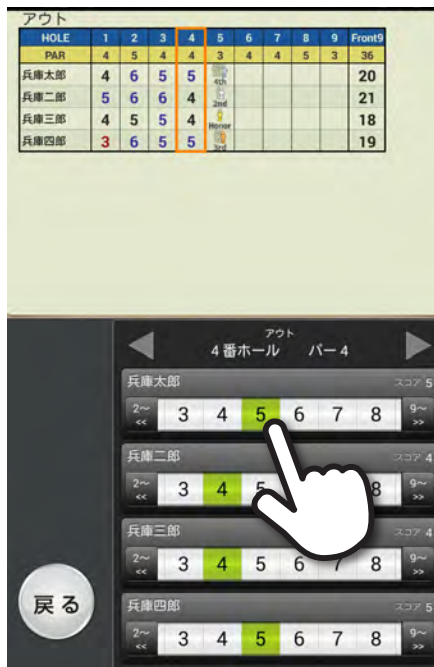 アウト
HOLE 1 2 3 4 5 6 7 8 9 Front9
PAR 4 5 4 4 3 4 4 5 3 36
兵庫太郎 4 6 5 5 4th 20
兵庫二郎 5 6 6 4 2nd 21
兵庫三郎 4 5 5 4 Honor 18
兵庫四郎 3 6 5 5 3rd 19
アウト
4番ホール パー4
兵庫太郎 スコア 5
2~ << 3 4 5 6 7 8 9~ >>
兵庫二郎 スコア 4
2~ << 3 4 5 8 9~ >>
兵庫三郎 スコア 4
2~ << 3 4 5 6 7 8 9~ >>
兵庫四郎 スコア 5
2~ << 3 4 5 6 7 8 9~ >>
戻る